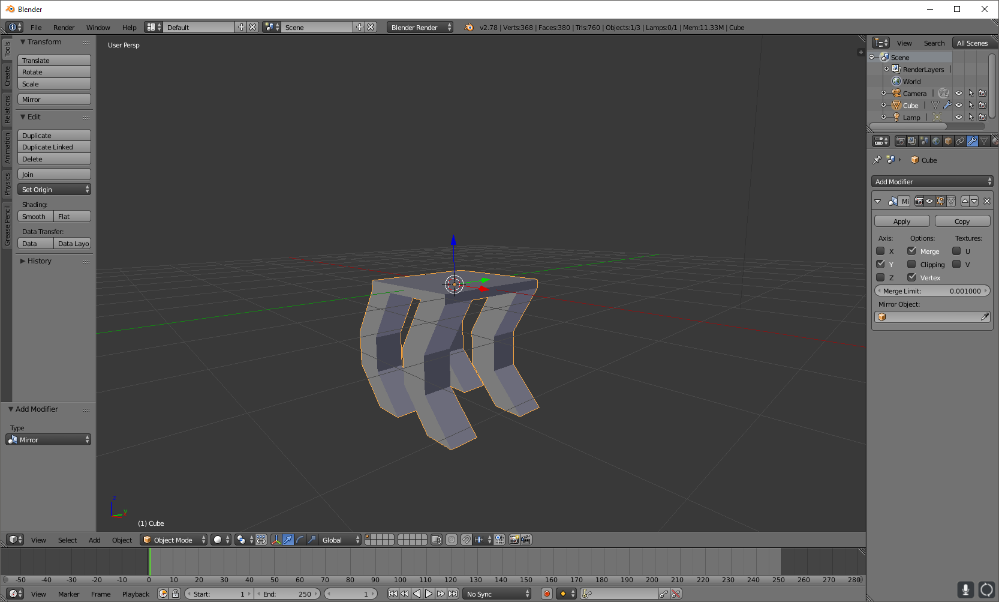 Blender
File Render Window Help Default Scene Blender Render v2.78 | Verts:368 | Faces:380 | Tris:760 | Objects:1/3 | Lamps:0/1 | Mem:11.33M | Cube
Tools
Create
Relations
Animation
Physics
Grease Pencil
Transform
Translate
Rotate
Scale
Mirror
Edit
Duplicate
Duplicate Linked
Delete
Join
Set Origin
Shading:
Smooth Flat
Data Transfer:
Data Data Layo
History
Add Modifier
Type
Mirror
User Persp
z
y
(1) Cube
View Search All Scenes
Scene
RenderLayers
World
Camera
Cube
Lamp
Cube
Add Modifier
Mi
Apply Copy
Axis: Options: Textures:
X Merge U
Y Clipping V
Z Vertex
Merge Limit: 0.001000
Mirror Object:
View Select Add Object Object Mode Global
-50 -40 -30 -20 -10 0 10 20 30 40 50 60 70 80 90 100 110 120 130 140 150 160 170 180 190 200 210 220 230 240 250 260 270 280
View Marker Frame Playback Start: 1 End: 250 1 No Sync